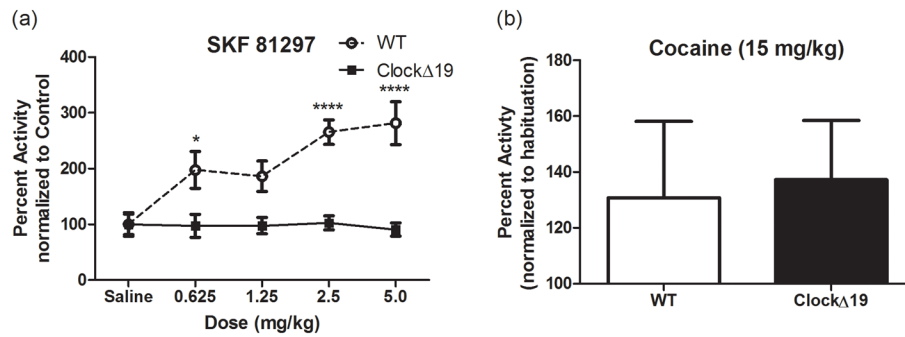 (a)
SKF 81297
WT
ClockΔ19
Percent Activity
normalized to Control
400
300
200
100
0
*
****
****
Saline
0.625
1.25
2.5
5.0
Dose (mg/kg)
(b)
Cocaine (15 mg/kg)
Percent Activty
(normalized to habituation)
180
160
140
120
100
WT
ClockΔ19